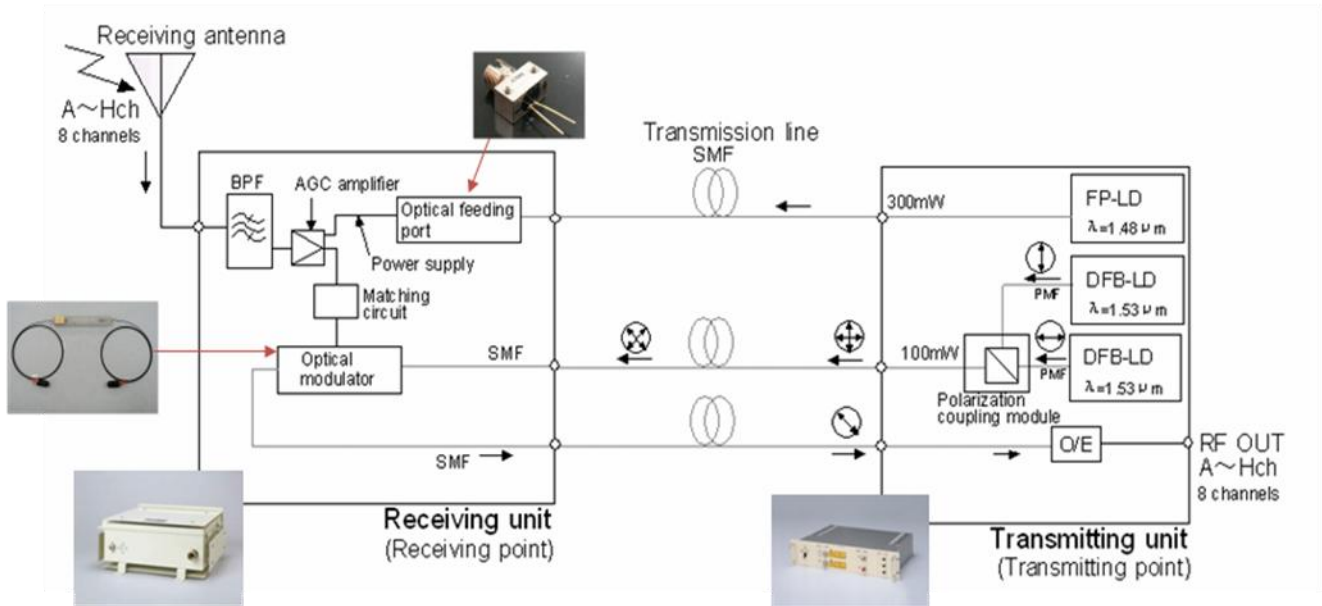 Receiving antenna
A～Hch
8 channels
BPF
AGC amplifier
Optical feeding
port
Power supply
Matching
circuit
Optical
modulator
SMF
SMF
Receiving unit
(Receiving point)
Transmission line
SMF
300mW
FP-LD
λ=1.48μm
PMF
DFB-LD
λ=1.53μm
100mW
PMF
DFB-LD
λ=1.53μm
Polarization
coupling module
O/E
RF OUT
A～Hch
8 channels
Transmitting unit
(Transmitting point)